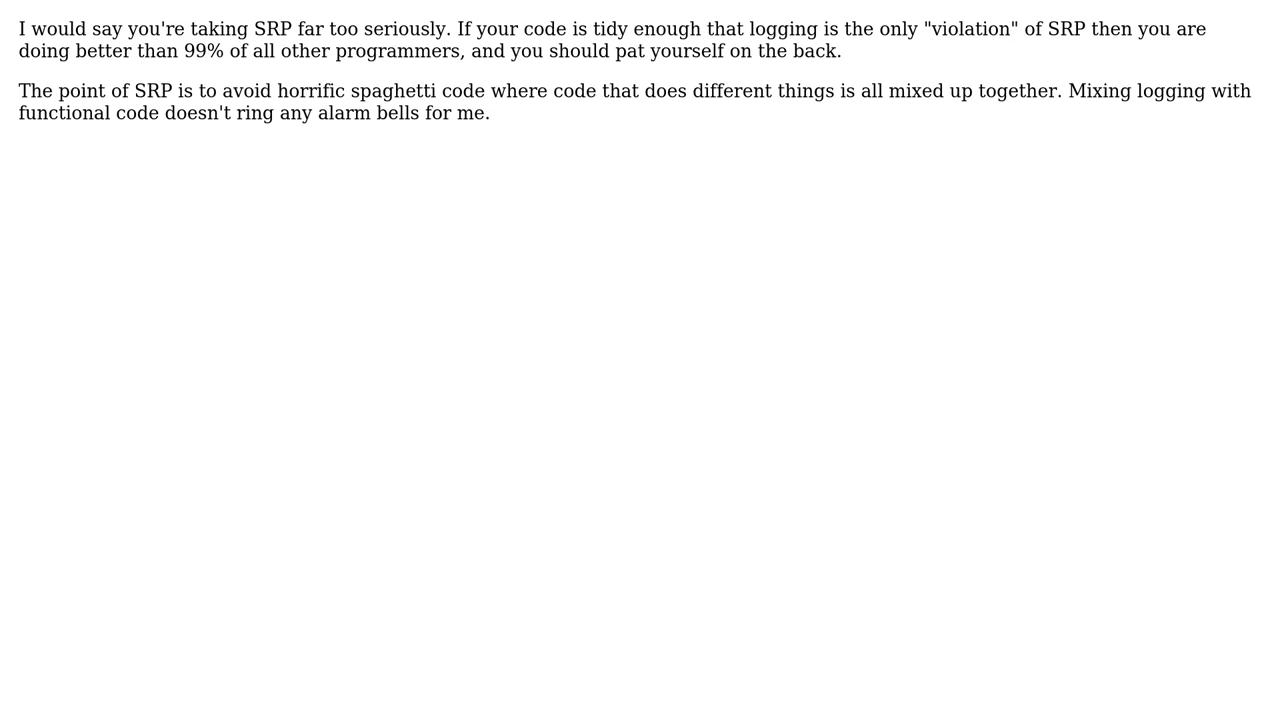 I would say you're taking SRP far too seriously. If your code is tidy enough that logging is the only "violation" of SRP then you are
doing better than 99% of all other programmers, and you should pat yourself on the back.
The point of SRP is to avoid horrific spaghetti code where code that does different things is all mixed up together. Mixing logging with
functional code doesn't ring any alarm bells for me.